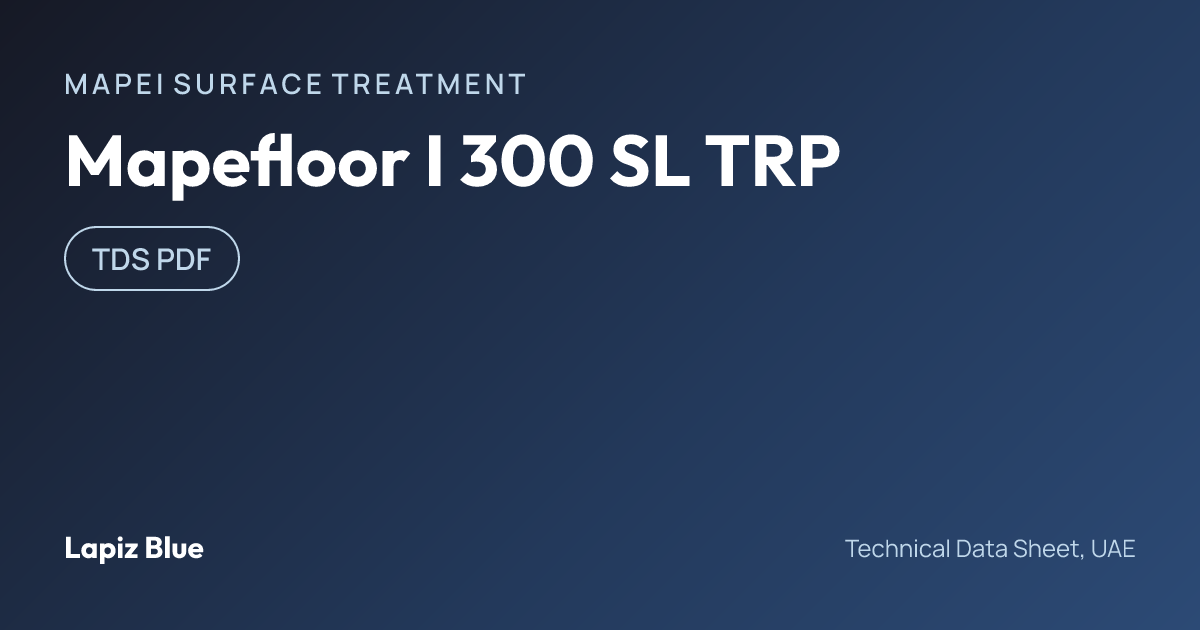 MAPEI SURFACE TREATMENT
Mapefloor I 300 SL TRP
TDS PDF
Lapiz Blue
Technical Data Sheet, UAE